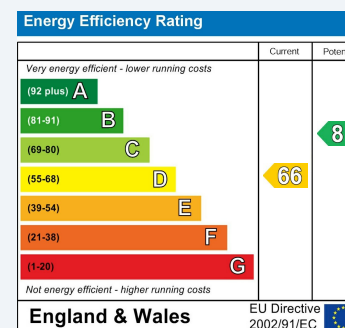 Energy Efficiency Rating
Current
Very energy efficient - lower running costs
(92 plus) A
(81-91) B
(69-80) C
(55-68) D
66
(39-54) E
(21-38) F
(1-20) G
Not energy efficient - higher running costs
England & Wales
EU Directive
2002/91/EC